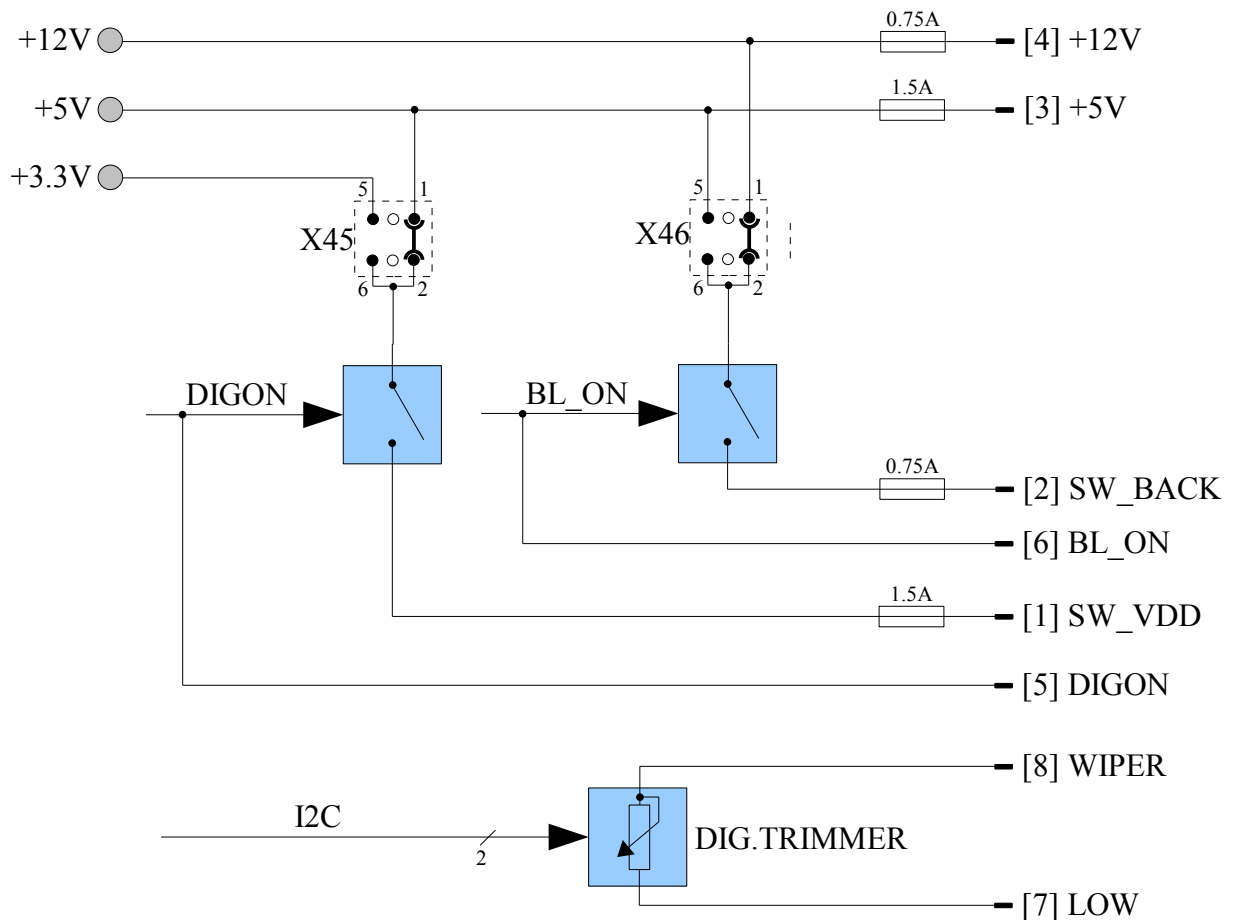 0.75A
+12V
[4] +12V
1.5A
+5V
[3] +5V
+3.3V
5 1
5 1
X45
X46
6 2
6 2
DIGON
BL_ON
0.75A
[2] SW_BACK
[6] BL_ON
1.5A
[1] SW_VDD
[5] DIGON
[8] WIPER
I2C
2
DIG.TRIMMER
[7] LOW